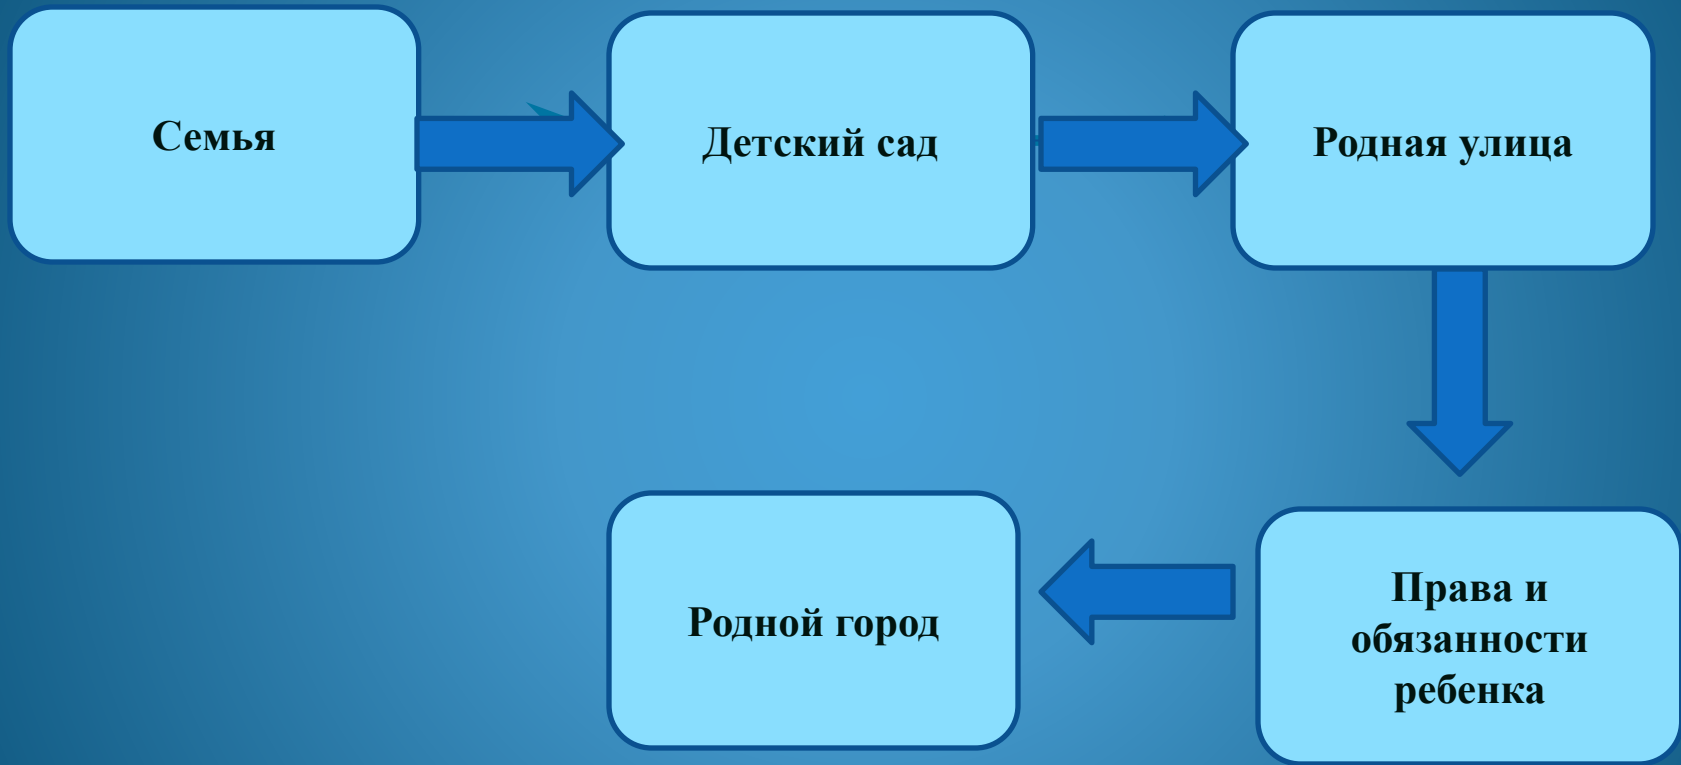 Семья
Детский сад
Родная улица
Права и
обязанности
ребенка
Родной город